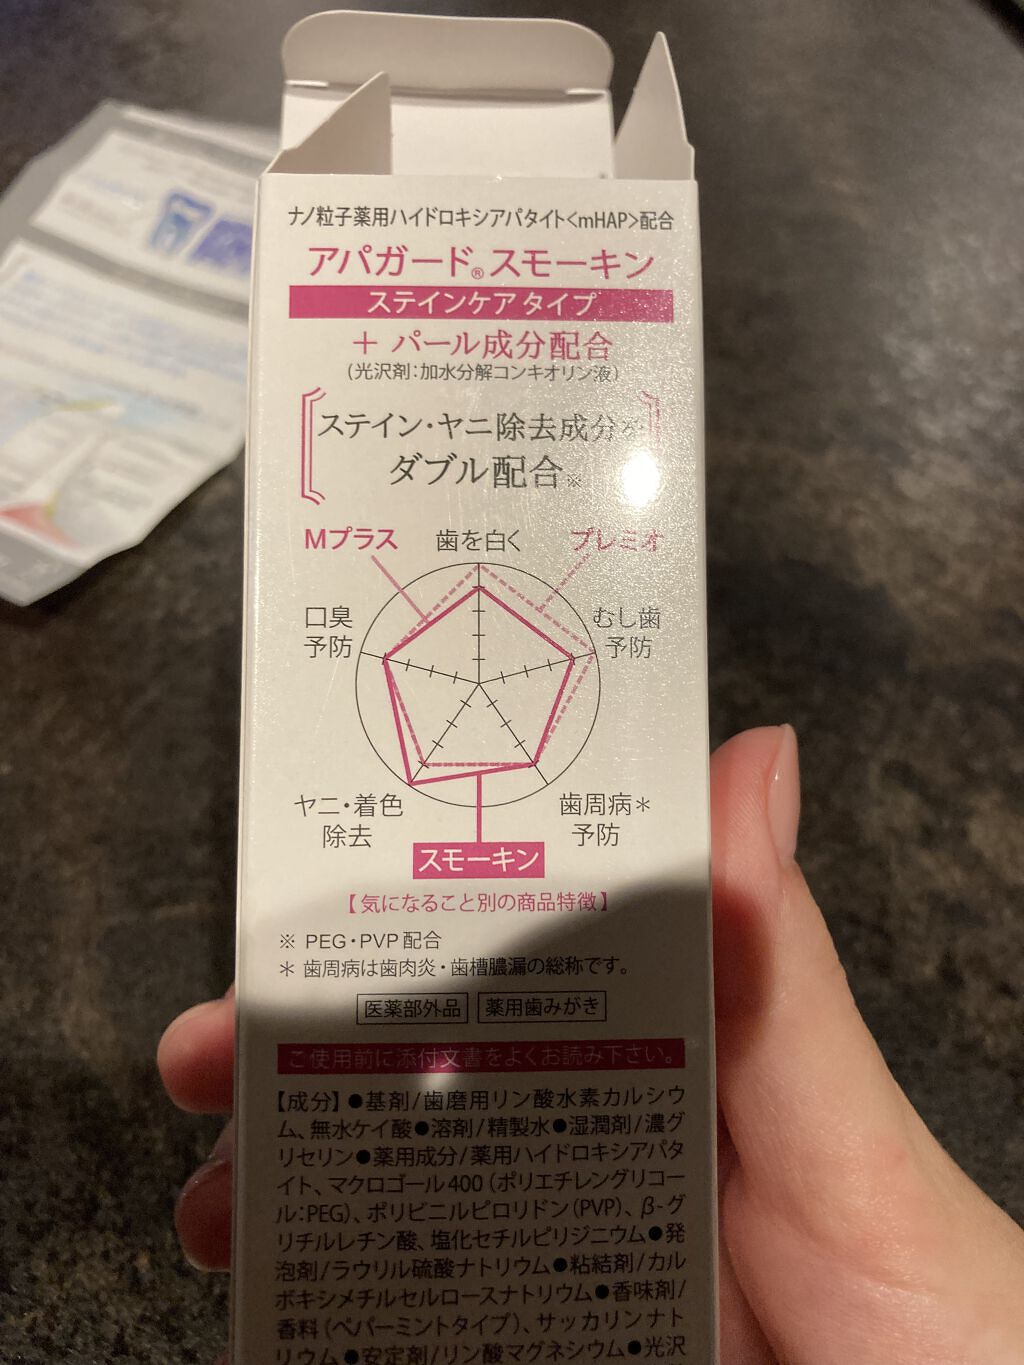 ナノ粒子薬用ハイドロキシアパタイト<mHAP>配合
アパガード®スモーキン
ステインケアタイプ
＋ パール成分配合
(光沢剤:加水分解コンキオリン液)
ステイン・ヤニ除去成分を
ダブル配合※
Mプラス
歯を白く
プレミオ
口臭
予防
むし歯
予防
ヤニ・着色
除去
歯周病＊
予防
スモーキン
【気になること別の商品特徴】
※ PEG・PVP配合
＊ 歯周病は歯肉炎・歯槽膿漏の総称です。
医薬部外品 薬用歯みがき
ご使用前に添付文書をよくお読み下さい。
【成分】●基剤/歯磨用リン酸水素カルシウ
ム、無水ケイ酸●溶剤/精製水●湿潤剤/濃グ
リセリン●薬用成分/薬用ハイドロキシアパタ
イト、マクロゴール400（ポリエチレングリコー
ル:PEG）、ポリビニルピロリドン（PVP）、β-グ
リチルレチン酸、塩化セチルピリジニウム●発
泡剤/ラウリル硫酸ナトリウム●粘結剤/カル
ボキシメチルセルロースナトリウム●香味剤/
香料（ペパーミントタイプ）、サッカリンナト
リウム●安定剤/リン酸マグネシウム●光沢